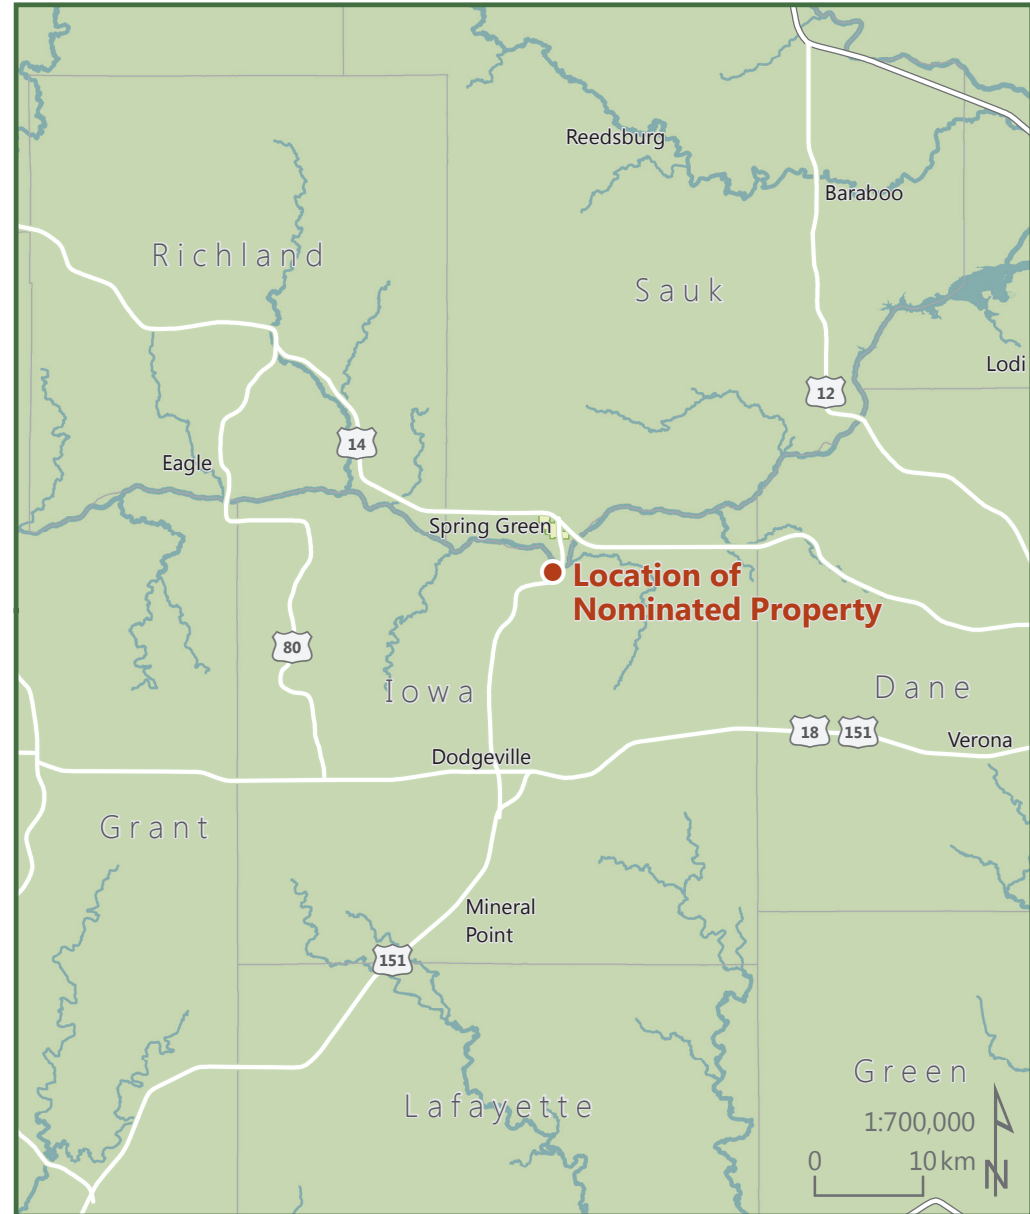 Reedsburg
Baraboo
Richland
Sauk
Lodi
12
14
Eagle
Spring Green
Location of
Nominated Property
80
Iowa
Dane
18
151
Verona
Dodgeville
Grant
Mineral
Point
151
Green
Lafayette
1:700,000
0
10 km
N